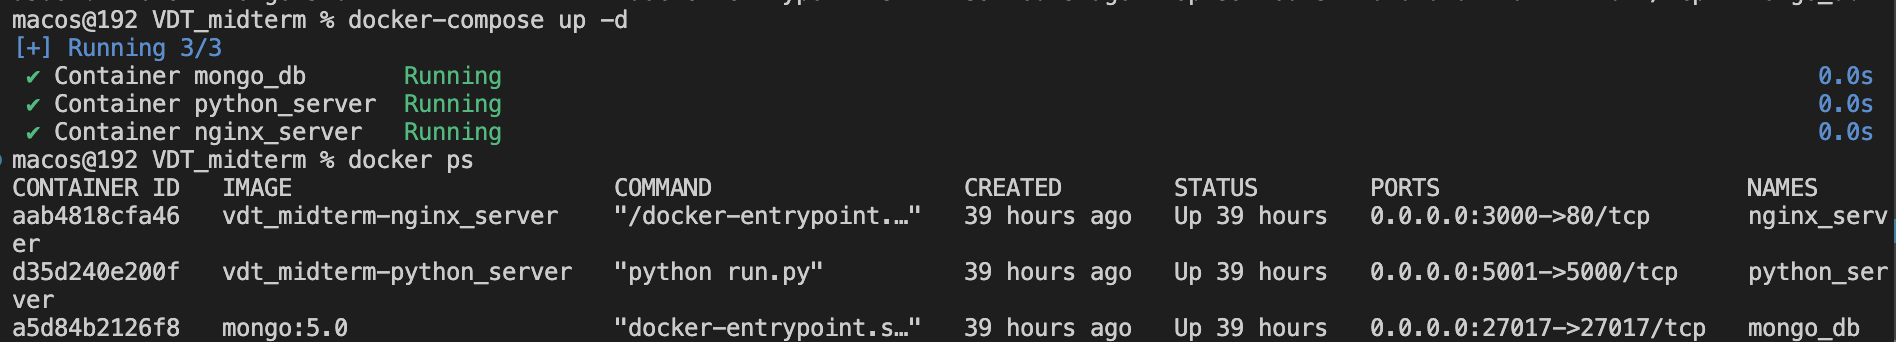 macos@192 VDT_midterm % docker-compose up -d
[+] Running 3/3
✔ Container mongo_db        Running        0.0s
✔ Container python_server  Running        0.0s
✔ Container nginx_server   Running        0.0s
macos@192 VDT_midterm % docker ps
CONTAINER ID   IMAGE                       COMMAND                  CREATED        STATUS        PORTS                      NAMES
aab4818cfa46   vdt_midterm-nginx_server    "/docker-entrypoint.…"   39 hours ago   Up 39 hours   0.0.0.0:3000->80/tcp       nginx_serv
er
d35d240e200f   vdt_midterm-python_server   "python run.py"          39 hours ago   Up 39 hours   0.0.0.0:5001->5000/tcp     python_ser
ver
a5d84b2126f8   mongo:5.0                   "docker-entrypoint.s…"   39 hours ago   Up 39 hours   0.0.0.0:27017->27017/tcp   mongo_db